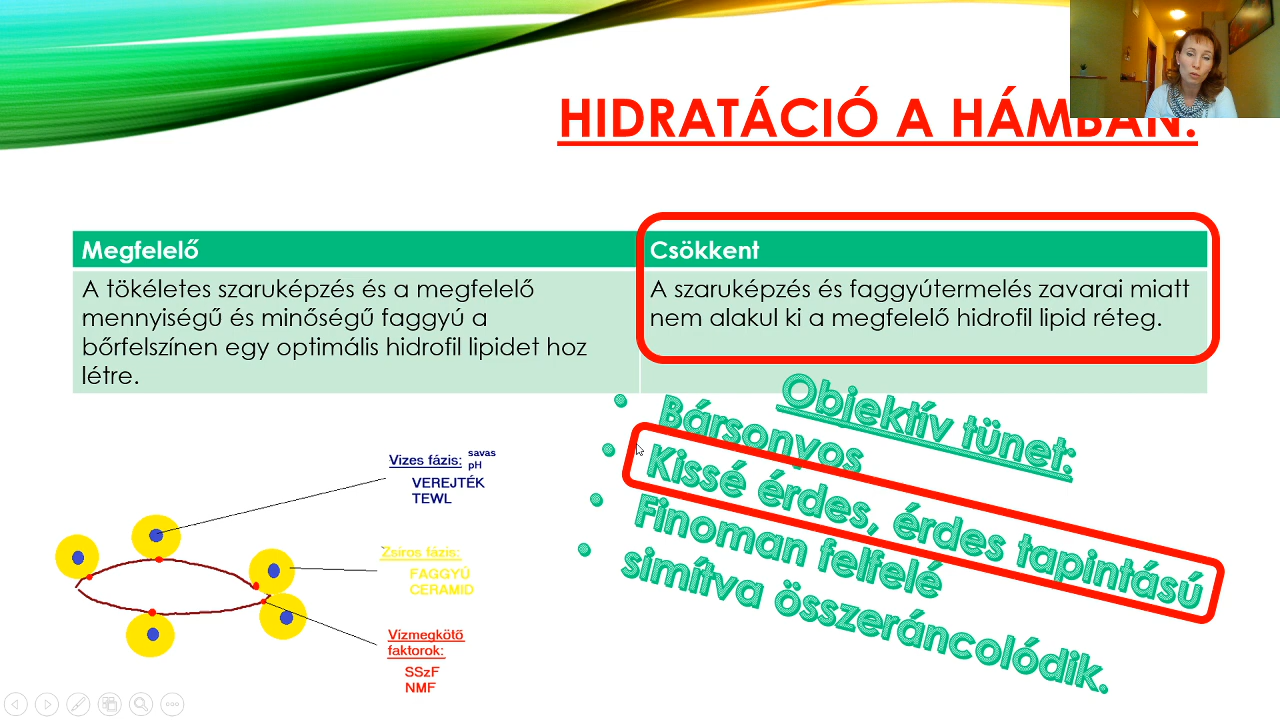 HIDRATÁCIÓ A HÁMBAN:
Megfelelő
Csökkent
A tökéletes szaruképzés és a megfelelő
mennyiségű és minőségű faggyú a
bőrfelszínen egy optimális hidrofil lipidet hoz
létre.
A szaruképzés és faggyútermelés zavarai miatt
nem alakul ki a megfelelő hidrofil lipid réteg.
Objektív tünet:
• Bársonyos
• Kissé érdes, érdes tapintású
• Finoman felfelé
• simítva összeráncolódik.
Vizes fázis: savas
pH
VEREJTÉK
TEWL
Zsíros fázis:
FAGGYÚ
CERAMID
Vízmegkötő
faktorok:
SSzF
NMF